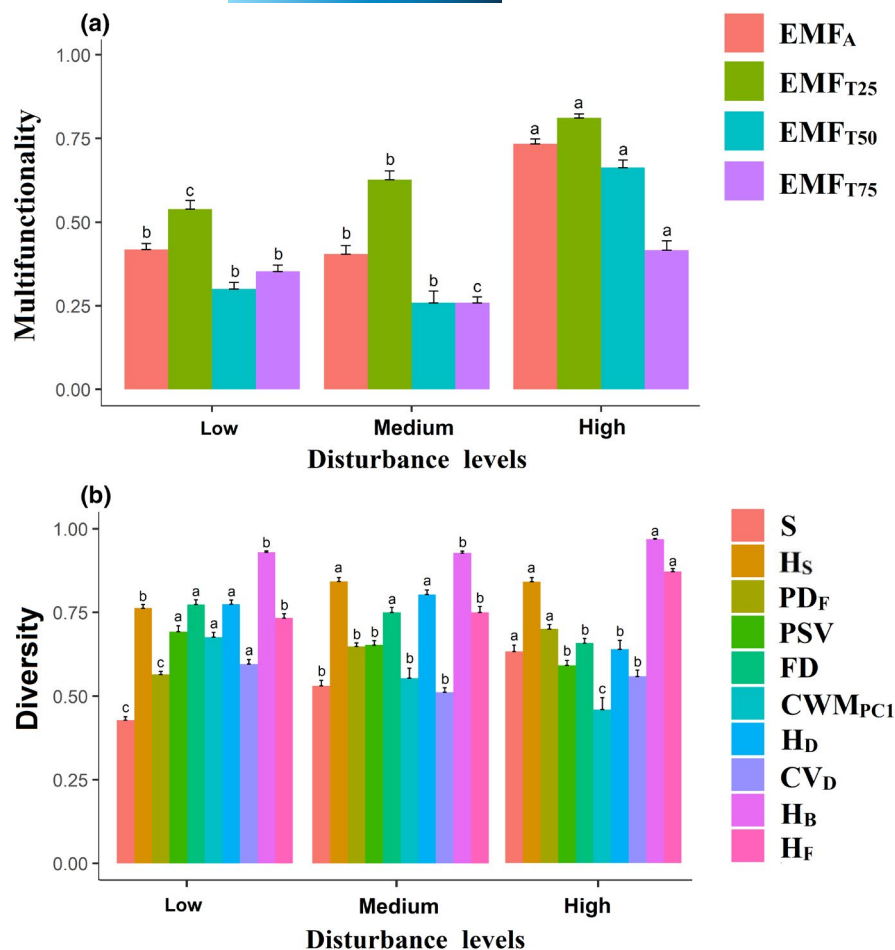 (a)
1.00
0.75
0.50
0.25
0.00
Multifunctionality
b
c
b
b
b
b
b
c
a
a
a
a
Low
Medium
High
Disturbance levels
EMFA
EMFT25
EMFT50
EMFT75
(b)
1.00
0.75
0.50
0.25
0.00
Diversity
c
b
c
a
a
a
a
a
b
b
b
a
b
b
a
b
a
b
b
b
a
a
a
b
b
c
b
b
a
a
Low
Medium
High
Disturbance levels
S
HS
PDF
PSV
FD
CWMPC1
HD
CVD
HB
HF